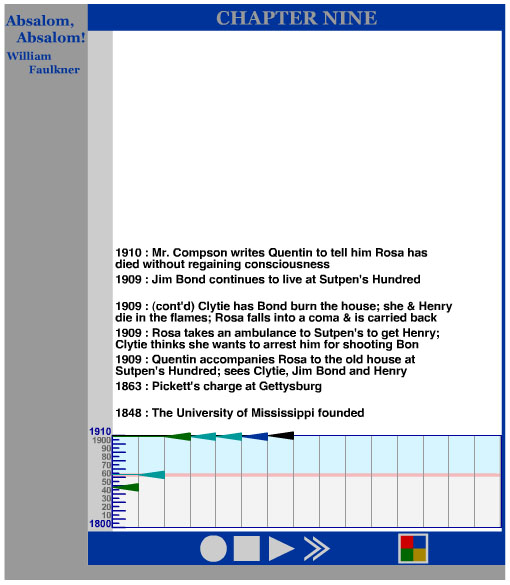 Absalom,
Absalom!
William
Faulkner
CHAPTER NINE
1910 : Mr. Compson writes Quentin to tell him Rosa has
died without regaining consciousness
1909 : Jim Bond continues to live at Sutpen's Hundred
1909 : (cont'd) Clytie has Bond burn the house; she & Henry
die in the flames; Rosa falls into a coma & is carried back
1909 : Rosa takes an ambulance to Sutpen's to get Henry;
Clytie thinks she wants to arrest him for shooting Bon
1909 : Quentin accompanies Rosa to the old house at
Sutpen's Hundred; sees Clytie, Jim Bond and Henry
1863 : Pickett's charge at Gettysburg
1848 : The University of Mississippi founded
1910
1900
90
80
70
60
50
40
30
20
10
1800